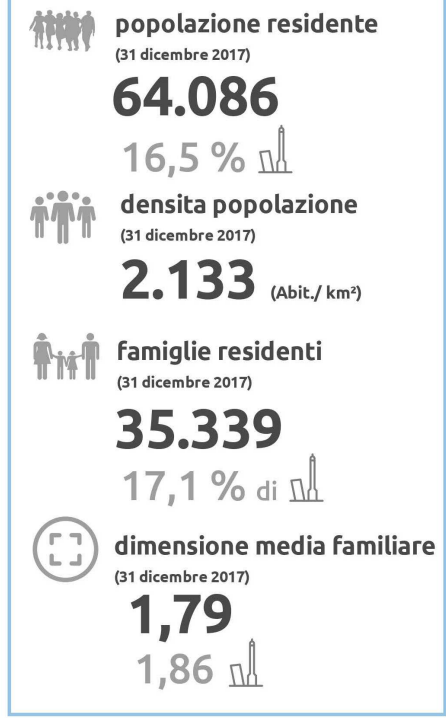 popolazione residente
(31 dicembre 2017)
64.086
16,5 %
densita popolazione
(31 dicembre 2017)
2.133 (Abit./ km²)
famiglie residenti
(31 dicembre 2017)
35.339
17,1 % di
dimensione media familiare
(31 dicembre 2017)
1,79
1,86